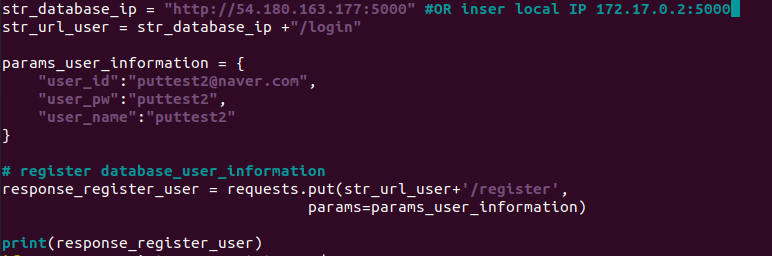 str_database_ip = "http://54.180.163.177:5000" #OR inser local IP 172.17.0.2:5000
str_url_user = str_database_ip +"/login"
params_user_information = {
    "user_id":"puttest2@naver.com",
    "user_pw":"puttest2",
    "user_name":"puttest2"
}
# register database_user_information
response_register_user = requests.put(str_url_user+'/register',
                                      params=params_user_information)
print(response_register_user)